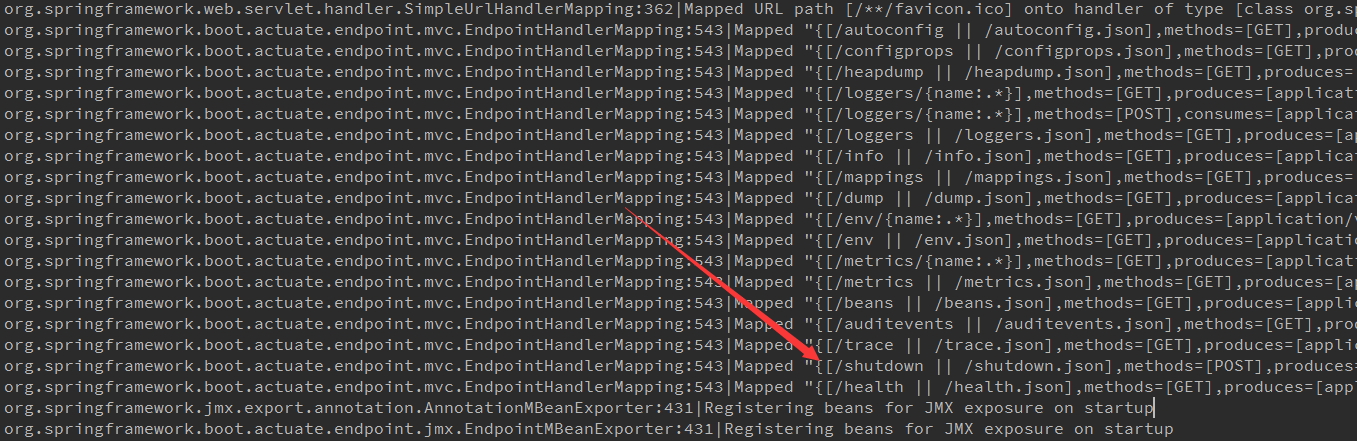 org.springframework.web.servlet.handler.SimpleUrlHandlerMapping:362|Mapped URL path [/**/favicon.ico] onto handler of type [class org.sp
org.springframework.boot.actuate.endpoint.mvc.EndpointHandlerMapping:543|Mapped "{[/autoconfig || /autoconfig.json],methods=[GET],produc
org.springframework.boot.actuate.endpoint.mvc.EndpointHandlerMapping:543|Mapped "{[/configprops || /configprops.json],methods=[GET],prod
org.springframework.boot.actuate.endpoint.mvc.EndpointHandlerMapping:543|Mapped "{[/heapdump || /heapdump.json],methods=[GET],produces=
org.springframework.boot.actuate.endpoint.mvc.EndpointHandlerMapping:543|Mapped "{[/loggers/{name:.*}],methods=[GET],produces=[applicati
org.springframework.boot.actuate.endpoint.mvc.EndpointHandlerMapping:543|Mapped "{[/loggers/{name:.*}],methods=[POST],consumes=[applicat
org.springframework.boot.actuate.endpoint.mvc.EndpointHandlerMapping:543|Mapped "{[/loggers || /loggers.json],methods=[GET],produces=[ap
org.springframework.boot.actuate.endpoint.mvc.EndpointHandlerMapping:543|Mapped "{[/info || /info.json],methods=[GET],produces=[applicat
org.springframework.boot.actuate.endpoint.mvc.EndpointHandlerMapping:543|Mapped "{[/mappings || /mappings.json],methods=[GET],produces=
org.springframework.boot.actuate.endpoint.mvc.EndpointHandlerMapping:543|Mapped "{[/dump || /dump.json],methods=[GET],produces=[applicat
org.springframework.boot.actuate.endpoint.mvc.EndpointHandlerMapping:543|Mapped "{[/env/{name:.*}],methods=[GET],produces=[application/v
org.springframework.boot.actuate.endpoint.mvc.EndpointHandlerMapping:543|Mapped "{[/env || /env.json],methods=[GET],produces=[applicatio
org.springframework.boot.actuate.endpoint.mvc.EndpointHandlerMapping:543|Mapped "{[/metrics/{name:.*}],methods=[GET],produces=[applicati
org.springframework.boot.actuate.endpoint.mvc.EndpointHandlerMapping:543|Mapped "{[/metrics || /metrics.json],methods=[GET],produces=[ap
org.springframework.boot.actuate.endpoint.mvc.EndpointHandlerMapping:543|Mapped "{[/beans || /beans.json],methods=[GET],produces=[applic
org.springframework.boot.actuate.endpoint.mvc.EndpointHandlerMapping:543|Mapped "{[/auditevents || /auditevents.json],methods=[GET],prod
org.springframework.boot.actuate.endpoint.mvc.EndpointHandlerMapping:543|Mapped "{[/trace || /trace.json],methods=[GET],produces=[applic
org.springframework.boot.actuate.endpoint.mvc.EndpointHandlerMapping:543|Mapped "{[/shutdown || /shutdown.json],methods=[POST],produces=
org.springframework.boot.actuate.endpoint.mvc.EndpointHandlerMapping:543|Mapped "{[/health || /health.json],methods=[GET],produces=[appl
org.springframework.jmx.export.annotation.AnnotationMBeanExporter:431|Registering beans for JMX exposure on startup
org.springframework.boot.actuate.endpoint.jmx.EndpointMBeanExporter:431|Registering beans for JMX exposure on startup